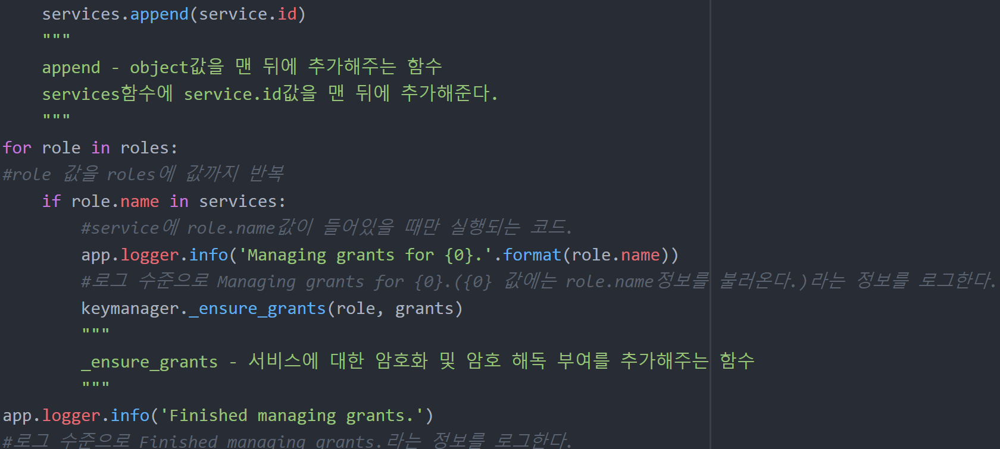 services.append(service.id)
"""
append - object값을 맨 뒤에 추가해주는 함수
services함수에 service.id값을 맨 뒤에 추가해준다.
"""
for role in roles:
#role 값을 roles에 값까지 반복
if role.name in services:
#service에 role.name값이 들어있을 때만 실행되는 코드.
app.logger.info('Managing grants for {0}.'.format(role.name))
#로그 수준으로 Managing grants for {0}.({0} 값에는 role.name정보를 불러온다.)라는 정보를 로그한다.
keymanager._ensure_grants(role, grants)
"""
_ensure_grants - 서비스에 대한 암호화 및 암호 해독 부여를 추가해주는 함수
"""
app.logger.info('Finished managing grants.')
#로그 수준으로 Finished managing grants.라는 정보를 로그한다.